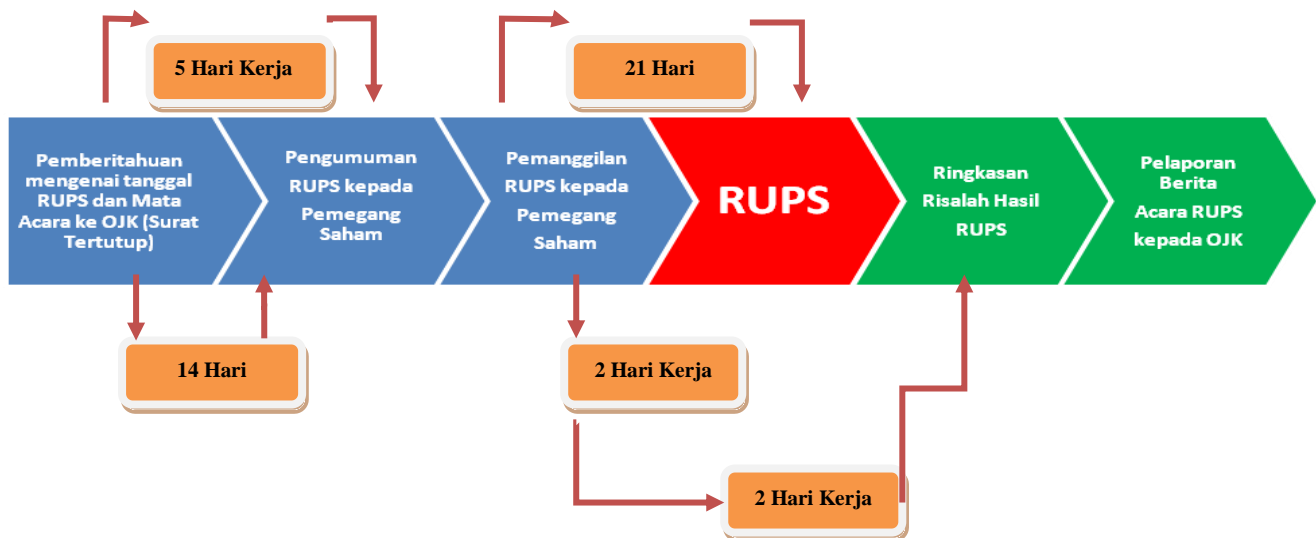 5 Hari Kerja
21 Hari
Pemberitahuan
mengenai tanggal
RUPS dan Mata
Acara ke OJK (Surat
Tertutup)
Pengumuman
RUPS kepada
Pemegang
Saham
Pemanggilan
RUPS kepada
Pemegang
Saham
RUPS
Ringkasan
Risalah Hasil
RUPS
Pelaporan
Berita
Acara RUPS
kepada OJK
14 Hari
2 Hari Kerja
2 Hari Kerja